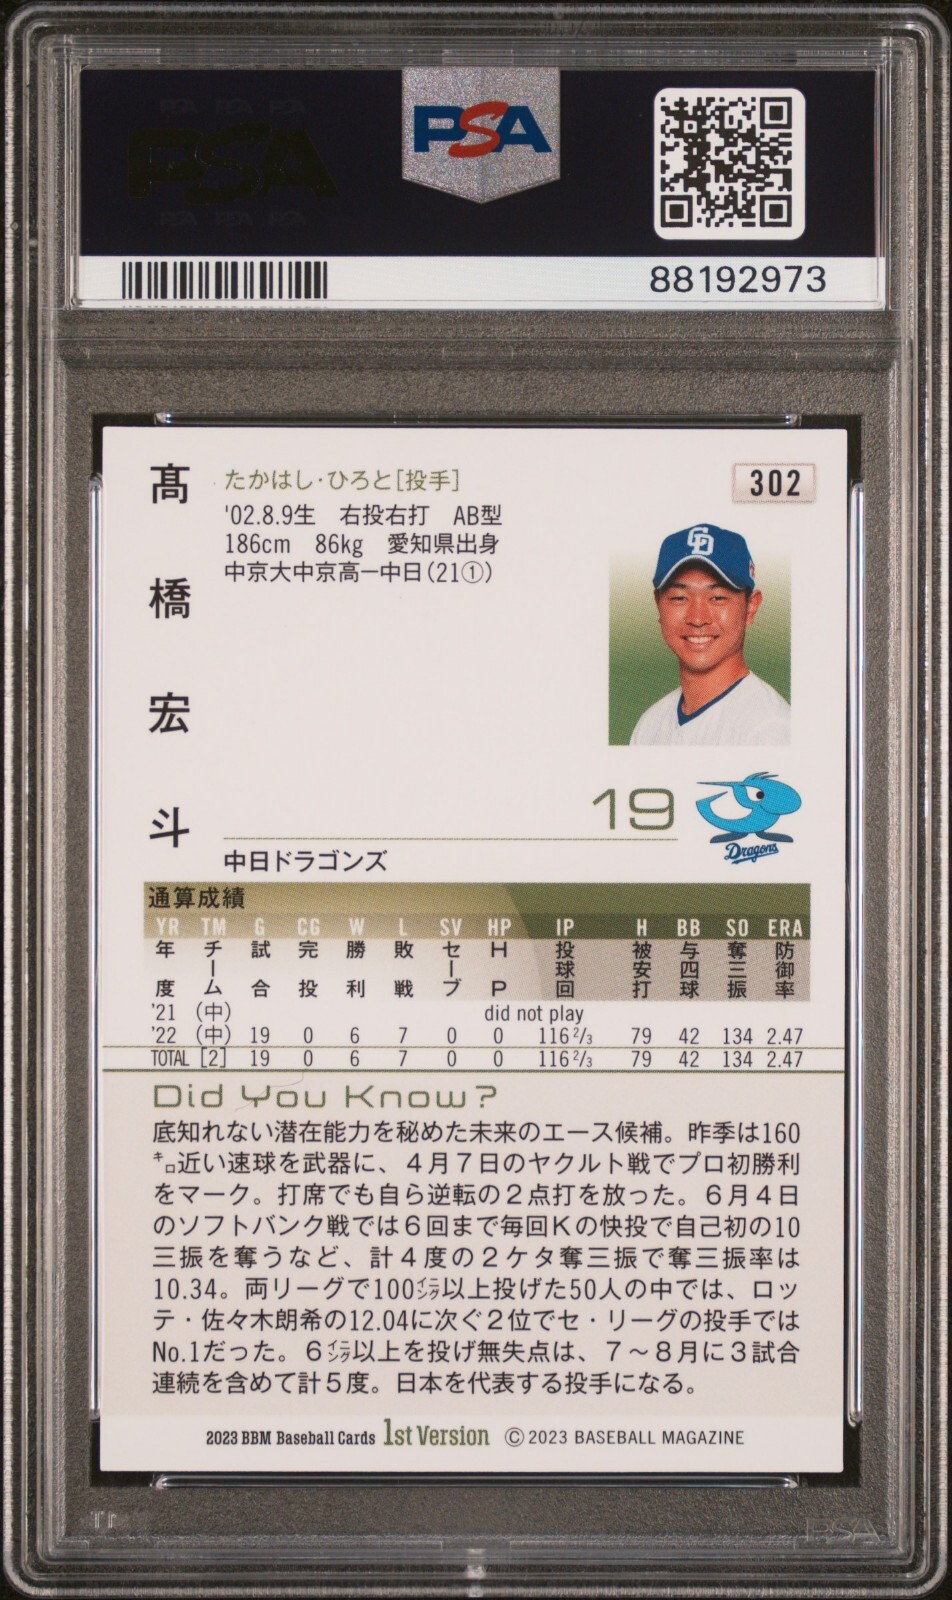 PSA
PSA PSA PSA
PSA
PSA PSA PSA
88192973
髙橋宏斗
たかはし・ひろと[投手]
302
'02.8.9生 右投右打 AB型
186cm 86kg 愛知県出身
中京大中京高ー中日(21①)
CD
19
Dragons
中日ドラゴンズ
通算成績
YR TM G CG W L SV HP IP H BB SO ERA
年度 チーム 試合 完投 勝利 敗戦 セーブ HP 投球回 被安打 与四球 奪三振 防御率
'21 (中) did not play
'22 (中) 19 0 6 7 0 0 116 2/3 79 42 134 2.47
TOTAL [2] 19 0 6 7 0 0 116 2/3 79 42 134 2.47
Did You Know?
底知れない潜在能力を秘めた未来のエース候補。昨季は160
㌔近い速球を武器に、4月7日のヤクルト戦でプロ初勝利
をマーク。打席でも自ら逆転の2点打を放った。6月4日
のソフトバンク戦では6回まで毎回Kの快投で自己初の10
三振を奪うなど、計4度の2ケタ奪三振で奪三振率は
10.34。両リーグで100イニング以上投げた50人の中では、ロッ
テ・佐々木朗希の12.04に次ぐ2位でセ・リーグの投手では
No.1だった。6イニング以上を投げ無失点は、7〜8月に3試合
連続を含めて計5度。日本を代表する投手になる。
2023 BBM Baseball Cards 1st Version ©2023 BASEBALL MAGAZINE
PSA